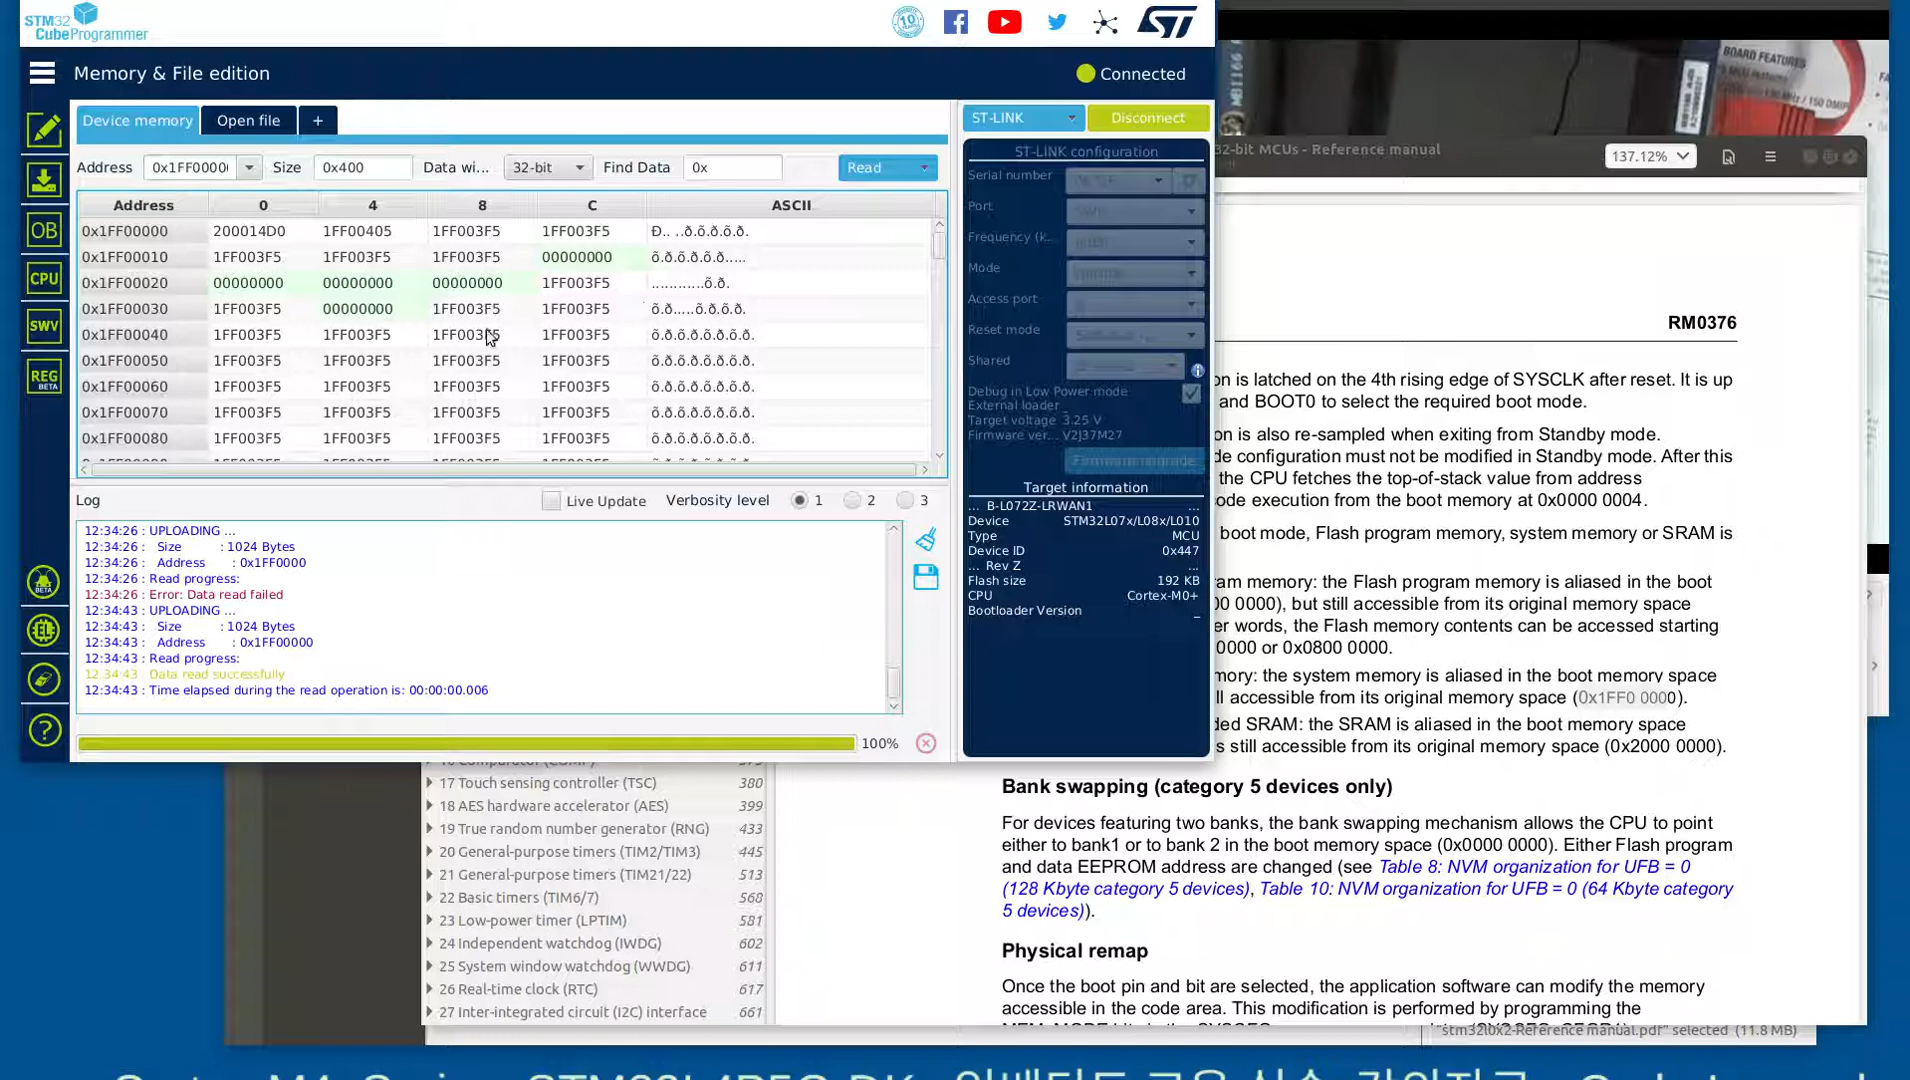 STM32
CubeProgrammer
Memory & File edition
Connected
Device memory
Open file
+
Address 0x1FF0000 Size 0x400 Data wi... 32-bit Find Data 0x Read
Address 0 4 8 C ASCII
0x1FF00000 200014D0 1FF00405 1FF003F5 1FF003F5 Ð.. ..ð.õ.ð.õ.ð.
0x1FF00010 1FF003F5 1FF003F5 1FF003F5 00000000 õ.ð.õ.ð.õ.ð.....
0x1FF00020 00000000 00000000 00000000 1FF003F5 ............õ.ð.
0x1FF00030 1FF003F5 00000000 1FF003F5 1FF003F5 õ.ð.....õ.ð.õ.ð.
0x1FF00040 1FF003F5 1FF003F5 1FF003F5 1FF003F5 õ.ð.õ.ð.õ.ð.õ.ð.
0x1FF00050 1FF003F5 1FF003F5 1FF003F5 1FF003F5 õ.ð.õ.ð.õ.ð.õ.ð.
0x1FF00060 1FF003F5 1FF003F5 1FF003F5 1FF003F5 õ.ð.õ.ð.õ.ð.õ.ð.
0x1FF00070 1FF003F5 1FF003F5 1FF003F5 1FF003F5 õ.ð.õ.ð.õ.ð.õ.ð.
0x1FF00080 1FF003F5 1FF003F5 1FF003F5 1FF003F5 õ.ð.õ.ð.õ.ð.õ.ð.
Log
Live Update Verbosity level 1 2 3
12:34:26 : UPLOADING ...
12:34:26 : Size : 1024 Bytes
12:34:26 : Address : 0x1FF0000
12:34:26 : Read progress:
12:34:26 : Error: Data read failed
12:34:43 : UPLOADING ...
12:34:43 : Size : 1024 Bytes
12:34:43 : Address : 0x1FF00000
12:34:43 : Read progress:
12:34:43 : Data read successfully
12:34:43 : Time elapsed during the read operation is: 00:00:00.006
100%
OB
CPU
SWV
REG
BETA
BETA
ST-LINK
Disconnect
ST-LINK configuration
Serial number
Port
Frequency (k...
Mode
Access port
Reset mode
Shared
Debug in Low Power mode
External loader _
Target voltage 3.25 V
Firmware ver... V2J37M27
Firmware upgrade
Target information
... B-L072Z-LRWAN1 ...
Device STM32L07x/L08x/L010
Type MCU
Device ID 0x447
... Rev Z ...
Flash size 192 KB
CPU Cortex-M0+
Bootloader Version _
MB1166
BOARD FEATURES
32-bit MCUs - Reference manual
137.12%
RM0376
on is latched on the 4th rising edge of SYSCLK after reset. It is up
and BOOT0 to select the required boot mode.
on is also re-sampled when exiting from Standby mode.
de configuration must not be modified in Standby mode. After this
the CPU fetches the top-of-stack value from address
ode execution from the boot memory at 0x0000 0004.
boot mode, Flash program memory, system memory or SRAM is
ram memory: the Flash program memory is aliased in the boot
00 0000), but still accessible from its original memory space
er words, the Flash memory contents can be accessed starting
0000 or 0x0800 0000.
mory: the system memory is aliased in the boot memory space
ll accessible from its original memory space (0x1FF0 0000).
ded SRAM: the SRAM is aliased in the boot memory space
s still accessible from its original memory space (0x2000 0000).
Bank swapping (category 5 devices only)
For devices featuring two banks, the bank swapping mechanism allows the CPU to point
either to bank1 or to bank 2 in the boot memory space (0x0000 0000). Either Flash program
and data EEPROM address are changed (see Table 8: NVM organization for UFB = 0
(128 Kbyte category 5 devices), Table 10: NVM organization for UFB = 0 (64 Kbyte category
5 devices)).
Physical remap
Once the boot pin and bit are selected, the application software can modify the memory
accessible in the code area. This modification is performed by programming the
17 Touch sensing controller (TSC) 380
18 AES hardware accelerator (AES) 399
19 True random number generator (RNG) 433
20 General-purpose timers (TIM2/TIM3) 445
21 General-purpose timers (TIM21/22) 513
22 Basic timers (TIM6/7) 568
23 Low-power timer (LPTIM) 581
24 Independent watchdog (IWDG) 602
25 System window watchdog (WWDG) 611
26 Real-time clock (RTC) 617
27 Inter-integrated circuit (I2C) interface 661
"stm32l0x2-Reference manual.pdf" selected (11.8 MB)